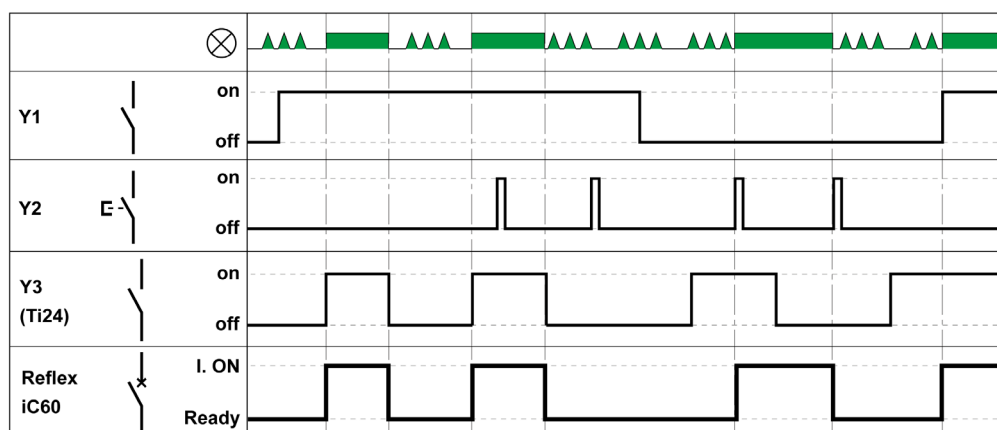 on
Y1
off
on
Y2
off
on
Y3
(Ti24)
off
I. ON
Reflex
iC60
Ready